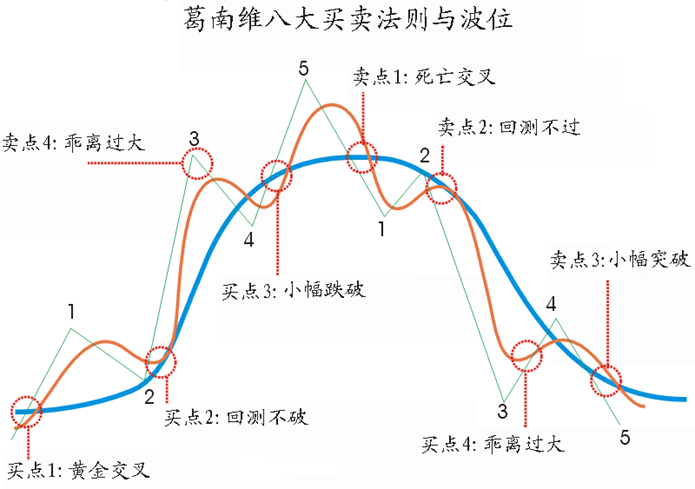 葛南维八大买卖法则与波位
5
卖点1: 死亡交叉
卖点2: 回测不过
卖点4: 乖离过大
3
2
4
1
卖点3: 小幅突破
买点3: 小幅跌破
1
4
2
3
买点2: 回测不破
5
买点4: 乖离过大
买点1: 黄金交叉